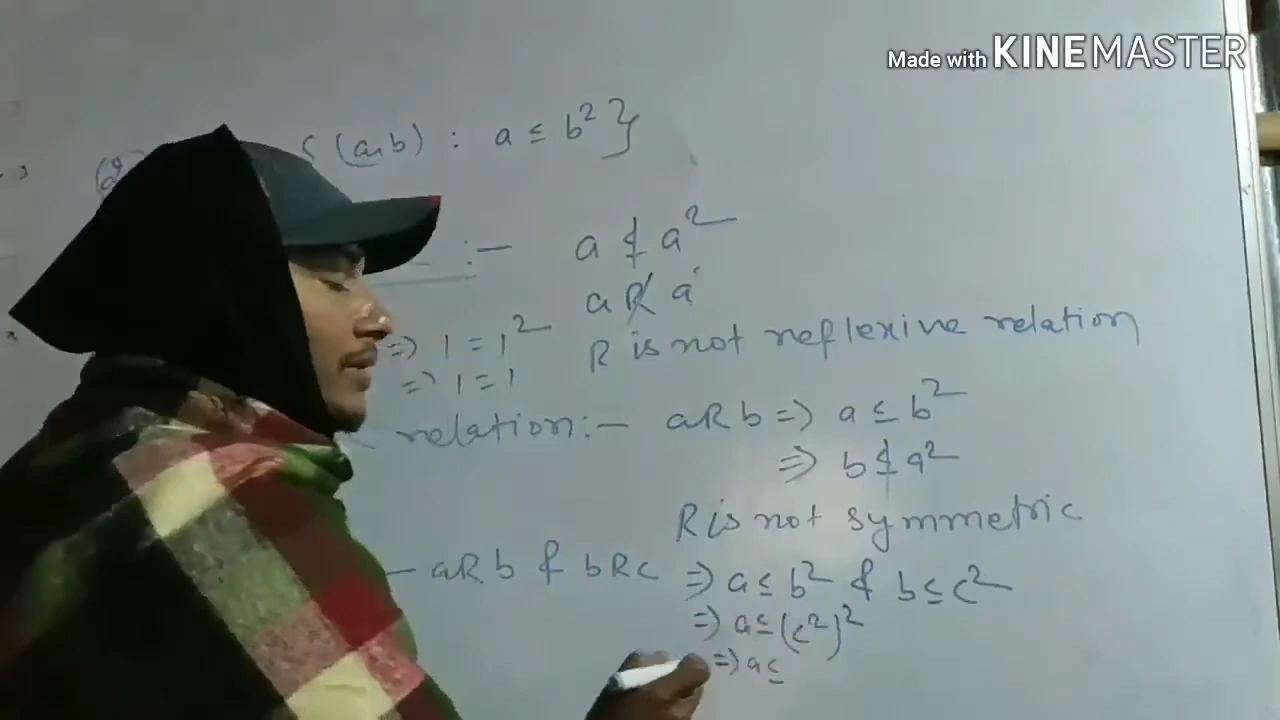 Made with KINEMASTER
(2) {(a,b) : a ≤ b²}
:— a ≰ a²
a R̸ a
=> 1 = 1² R is not reflexive relation
=> 1 = 1
relation:— aRb => a ≤ b²
=> b ≰ a²
R is not symmetric
— aRb & bRc => a ≤ b² & b ≤ c²
=> a ≤ (c²)²
=> a ≤